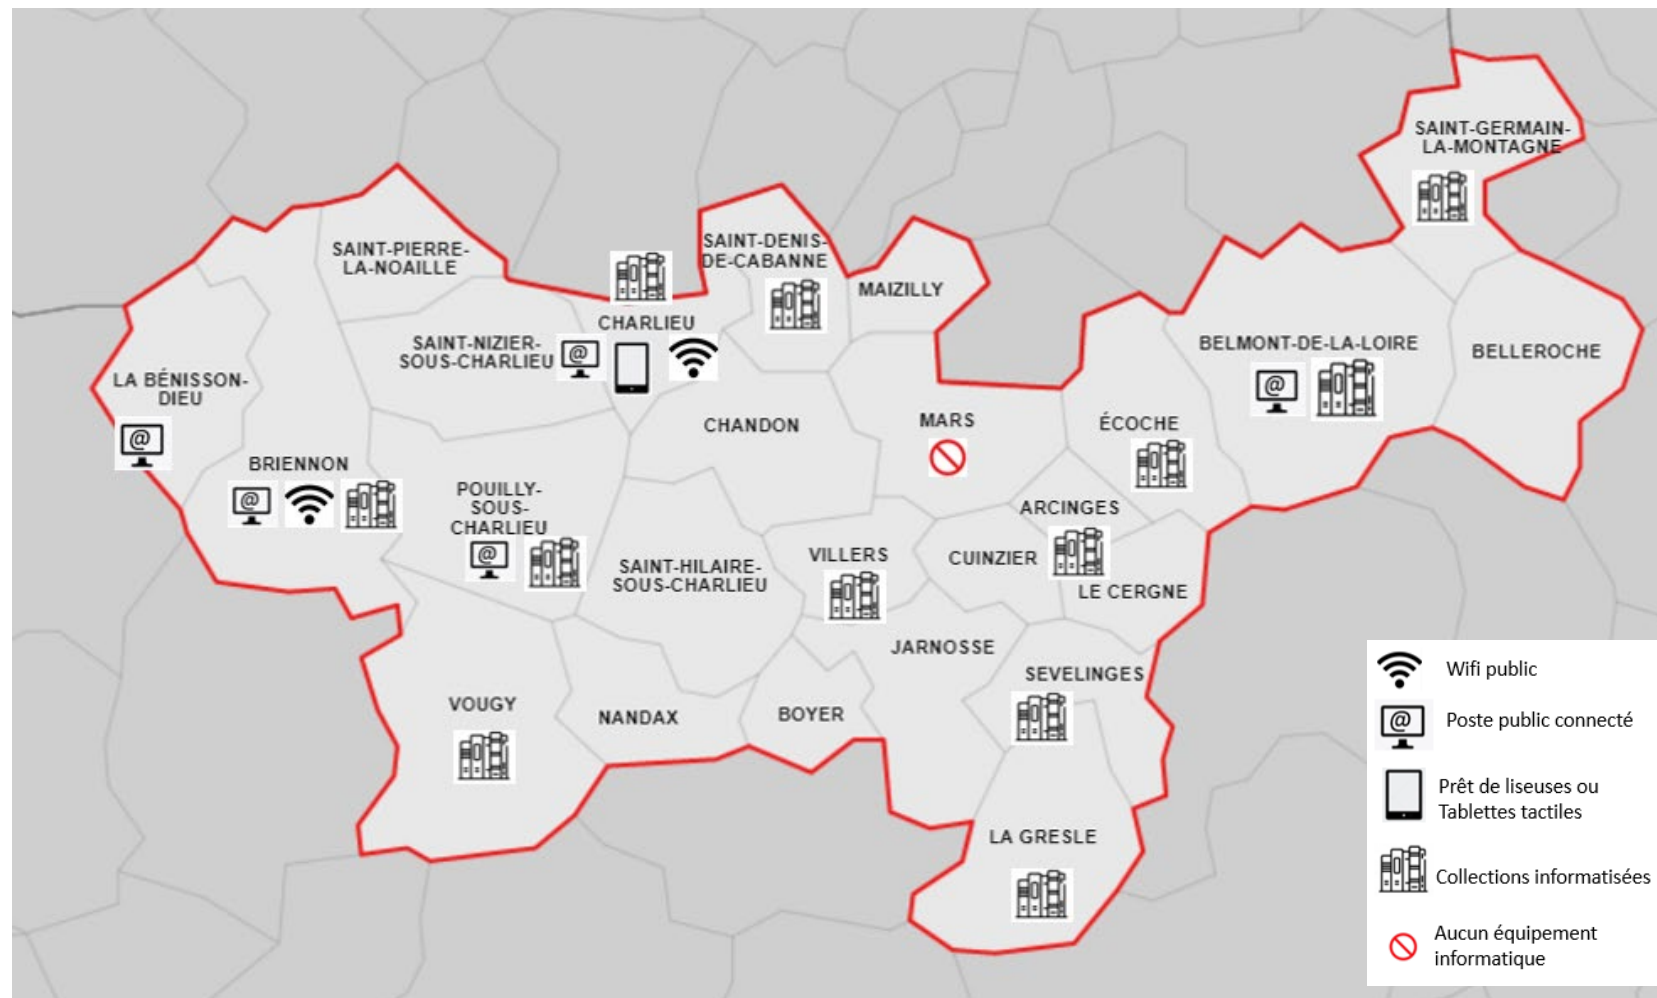 SAINT-GERMAIN-
LA-MONTAGNE
SAINT-PIERRE-
LA-NOAILLE
SAINT-DENIS-
DE-CABANNE
MAIZILLY
CHARLIEU
SAINT-NIZIER-
SOUS-CHARLIEU
@
BELMONT-DE-LA-LOIRE
@
BELLEROCHE
LA BÉNISSON-
DIEU
@
CHANDON
MARS
ÉCOCHE
BRIENNON
@
POUILLY-
SOUS-
CHARLIEU
@
ARCINGES
SAINT-HILAIRE-
SOUS-CHARLIEU
VILLERS
CUINZIER
LE CERGNE
JARNOSSE
SEVELINGES
VOUGY
NANDAX
BOYER
LA GRESLE
Wifi public
@ Poste public connecté
Prêt de liseuses ou
Tablettes tactiles
Collections informatisées
Aucun équipement
informatique